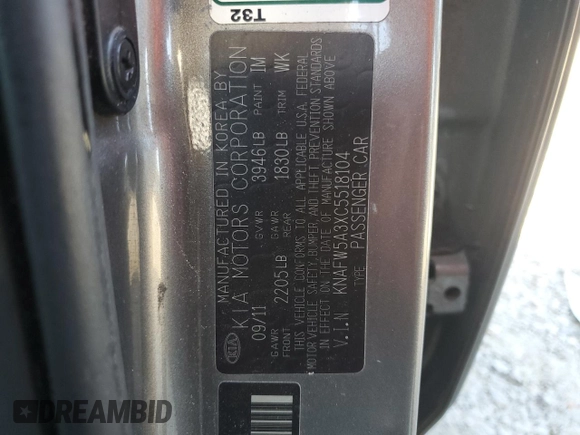 T32
MANUFACTURED IN KOREA BY
KIA MOTORS CORPORATION
09/11 GVWR 3946LB PAINT IM
GAWR FRONT 2205LB GAWR REAR 1830LB TRIM WK
THIS VEHICLE CONFORMS TO ALL APPLICABLE U.S.A. FEDERAL
MOTOR VEHICLE SAFETY, BUMPER, AND THEFT PREVENTION STANDARDS
IN EFFECT ON THE DATE OF MANUFACTURE SHOWN ABOVE
V.I.N KNAFW5A3XC5518104
TYPE PASSENGER CAR
KIA
DREAMBID